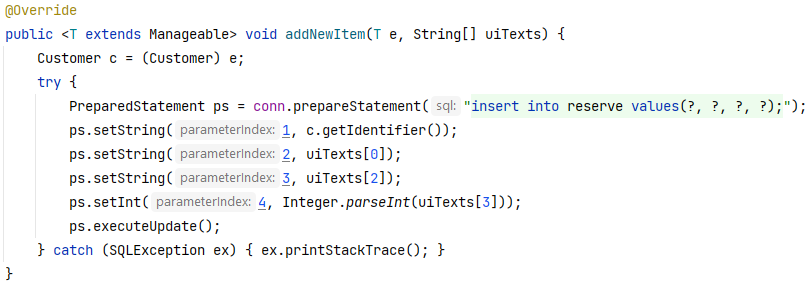 @Override
public <T extends Manageable> void addNewItem(T e, String[] uiTexts) {
    Customer c = (Customer) e;
    try {
        PreparedStatement ps = conn.prepareStatement( sql: "insert into reserve values(?, ?, ?, ?);");
        ps.setString( parameterIndex: 1, c.getIdentifier());
        ps.setString( parameterIndex: 2, uiTexts[0]);
        ps.setString( parameterIndex: 3, uiTexts[2]);
        ps.setInt( parameterIndex: 4, Integer.parseInt(uiTexts[3]));
        ps.executeUpdate();
    } catch (SQLException ex) { ex.printStackTrace(); }
}